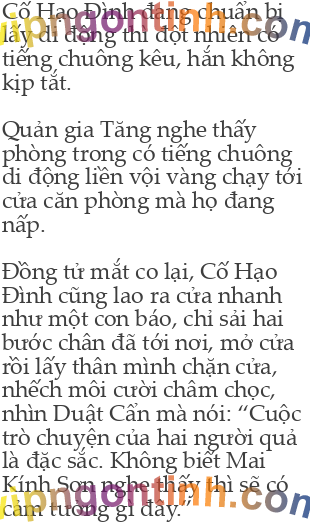 Cố Hạo Đình đang chuẩn bị
lấy di động thì đột nhiên có
tiếng chuông kêu, hắn không
kịp tắt.
Quản gia Tăng nghe thấy
phòng trong có tiếng chuông
di động liền vội vàng chạy tới
cửa căn phòng mà họ đang
nấp.
Đồng tử mắt co lại, Cố Hạo
Đình cũng lao ra cửa nhanh
như một con báo, chỉ sải hai
bước chân đã tới nơi, mở cửa
rồi lấy thân mình chặn cửa,
nhếch môi cười châm chọc,
nhìn Duật Cẩn mà nói: “Cuộc
trò chuyện của hai người quả
là đặc sắc. Không biết Mai
Kính Sơn nghe thấy thì sẽ có
cảm tưởng gì đây.”
vipngontinh.com
vipngontinh.com